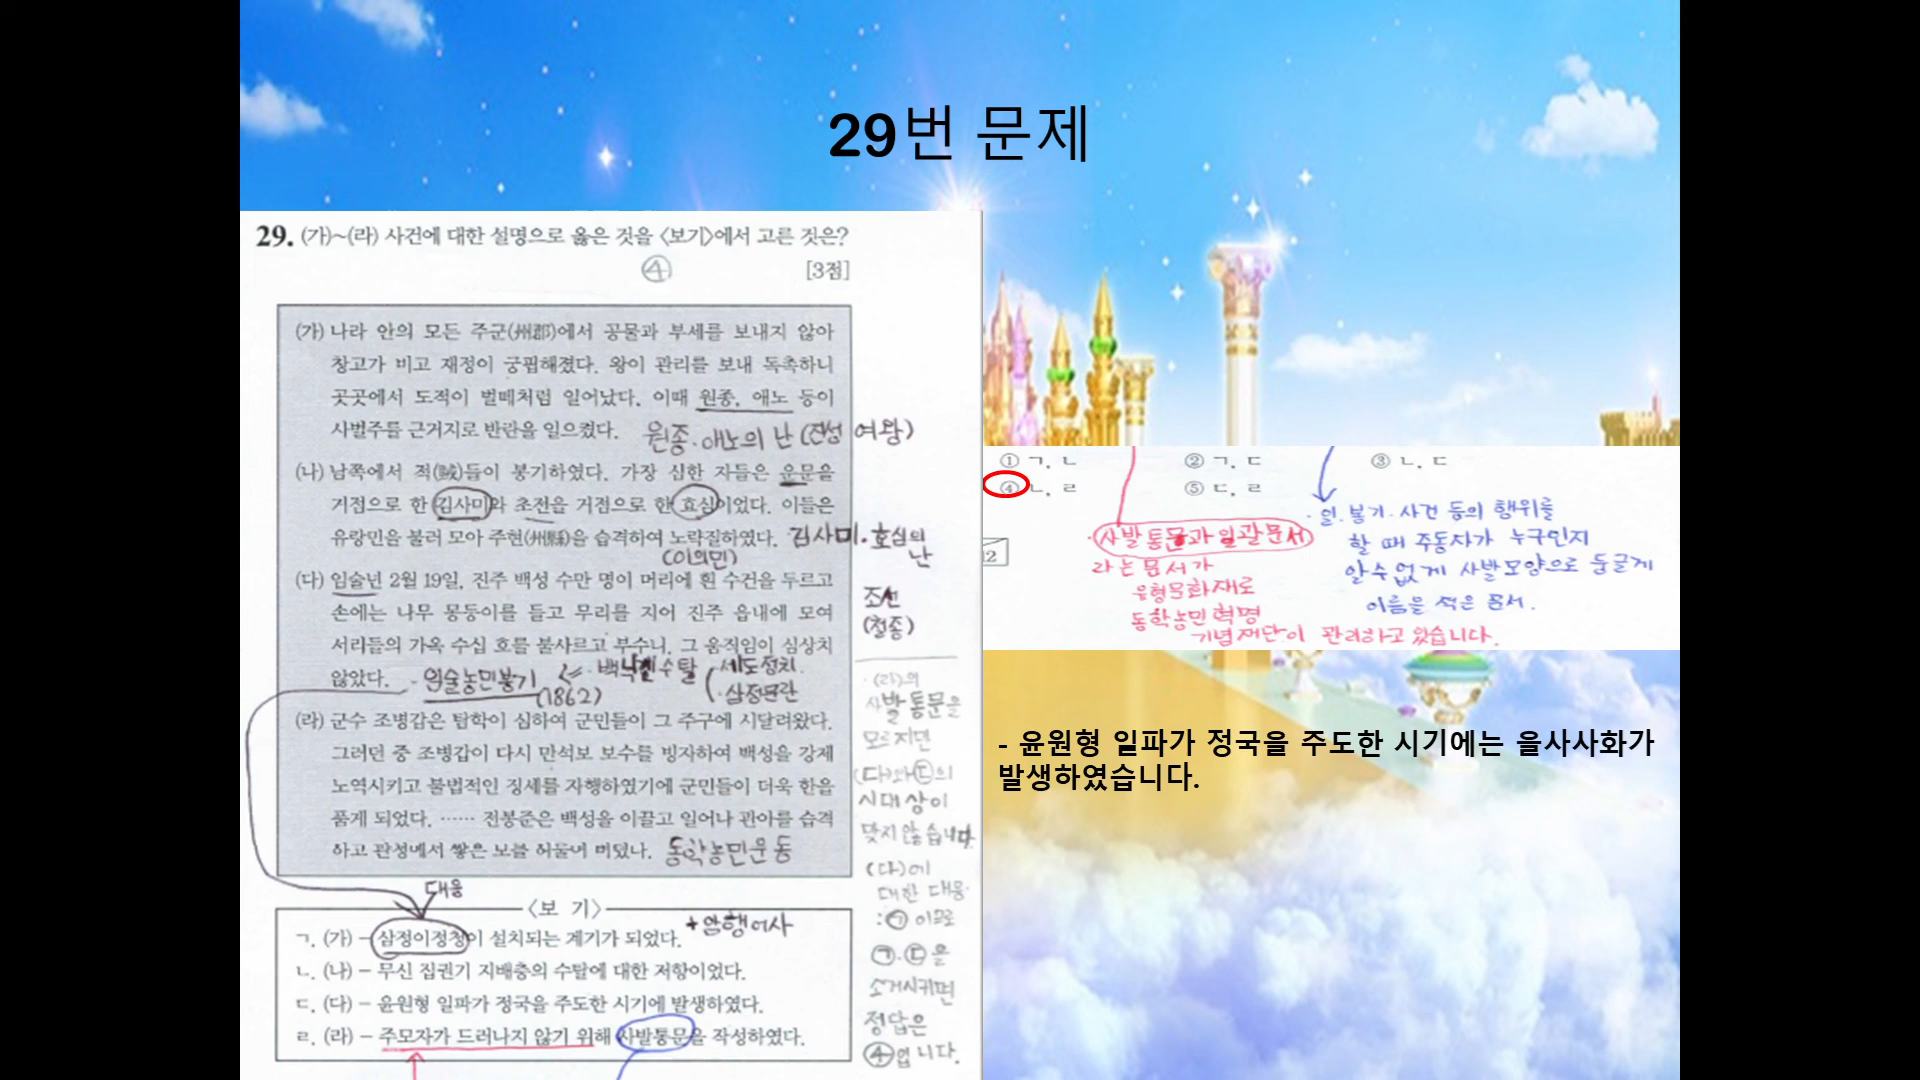 29번 문제
29. (가)~(라) 사건에 대한 설명으로 옳은 것을 <보기>에서 고른 것은?
④
[3점]
(가) 나라 안의 모든 주군(州郡)에서 공물과 부세를 보내지 않아
창고가 비고 재정이 궁핍해졌다. 왕이 관리를 보내 독촉하니
곳곳에서 도적이 벌떼처럼 일어났다. 이때 원종, 애노 등이
사벌주를 근거지로 반란을 일으켰다.
원종·애노의 난 (진성 여왕)
(나) 남쪽에서 적(賊)들이 봉기하였다. 가장 심한 자들은 운문을
거점으로 한 김사미와 초전을 거점으로 한 효심이었다. 이들은
유랑민을 불러 모아 주현(州縣)을 습격하여 노략질하였다.
김사미·효심의
난
(이의민)
(다) 임술년 2월 19일, 진주 백성 수만 명이 머리에 흰 수건을 두르고
손에는 나무 몽둥이를 들고 무리를 지어 진주 읍내에 모여
서리들의 가옥 수십 호를 불사르고 부수니, 그 움직임이 심상치
않았다.
조선
(철종)
- 임술농민봉기
(1862)
⇐ · 백낙신 수탈
세도정치
· 삼정문란
(라) 군수 조병갑은 탐학이 심하여 군민들이 그 주구에 시달려왔다.
그러던 중 조병갑이 다시 만석보 보수를 빙자하여 백성을 강제
노역시키고 불법적인 징세를 자행하였기에 군민들이 더욱 한을
품게 되었다. …… 전봉준은 백성을 이끌고 일어나 관아를 습격
하고 관청에서 쌓은 보를 허물어 버렸다.
동학농민운동
· (라)의
사발통문을
모르지만
(다)와 ㄷ의
시대상이
맞지 않습니다.
(다)에
대한 대응
: ㄱ 이므로
ㄱ·ㄷ을
소거시키면
정답은
④입니다.
대응
<보 기>
ㄱ. (가) - 삼정이정청이 설치되는 계기가 되었다.
+ 암행어사
ㄴ. (나) - 무신 집권기 지배층의 수탈에 대한 저항이었다.
ㄷ. (다) - 윤원형 일파가 정국을 주도한 시기에 발생하였다.
ㄹ. (라) - 주모자가 드러나지 않기 위해 사발통문을 작성하였다.
① ㄱ, ㄴ ② ㄱ, ㄷ ③ ㄴ, ㄷ
④ ㄴ, ㄹ ⑤ ㄷ, ㄹ
12
· 사발통문과 일괄문서
라는 문서가
유형문화재로
동학농민혁명
기념재단이 관리하고 있습니다.
· 일·봉기·사건 등의 행위를
할 때 주동자가 누구인지
알 수 없게 사발모양으로 둥글게
이름을 적은 문서.
- 윤원형 일파가 정국을 주도한 시기에는 을사사화가
발생하였습니다.